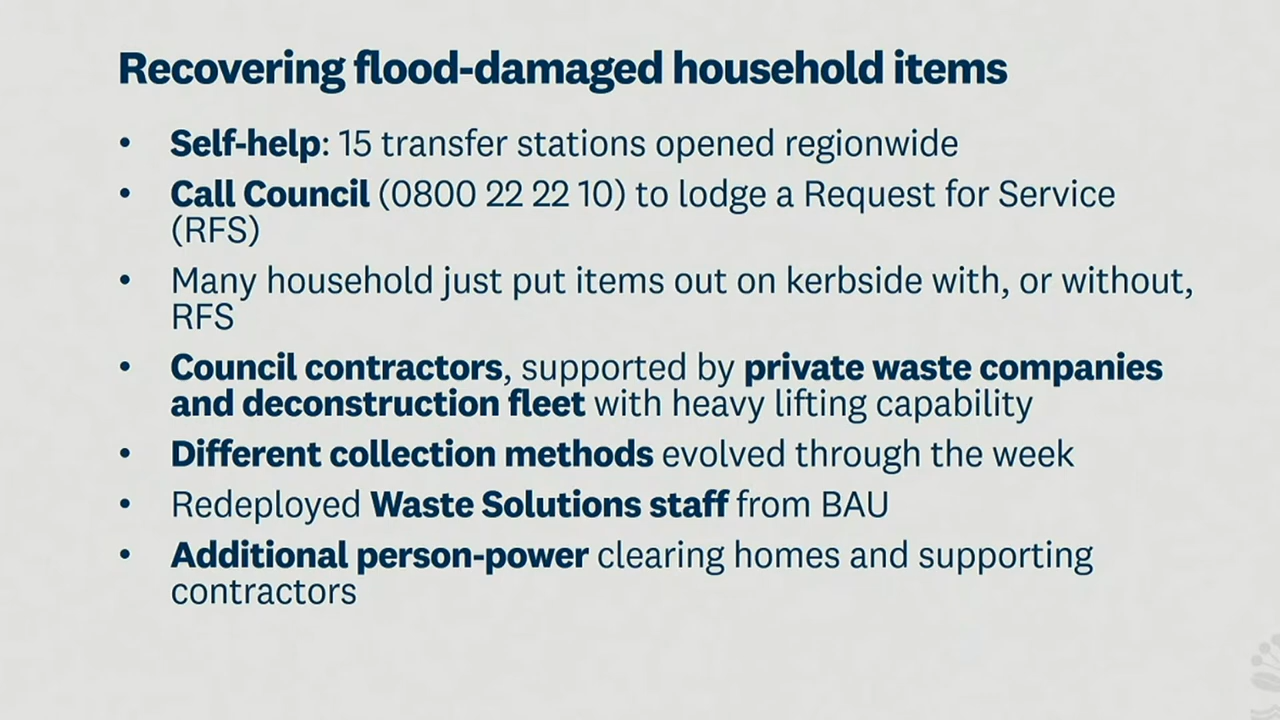 Recovering flood-damaged household items
• Self-help: 15 transfer stations opened regionwide
• Call Council (0800 22 22 10) to lodge a Request for Service
(RFS)
• Many household just put items out on kerbside with, or without,
RFS
• Council contractors, supported by private waste companies
and deconstruction fleet with heavy lifting capability
• Different collection methods evolved through the week
• Redeployed Waste Solutions staff from BAU
• Additional person-power clearing homes and supporting
contractors